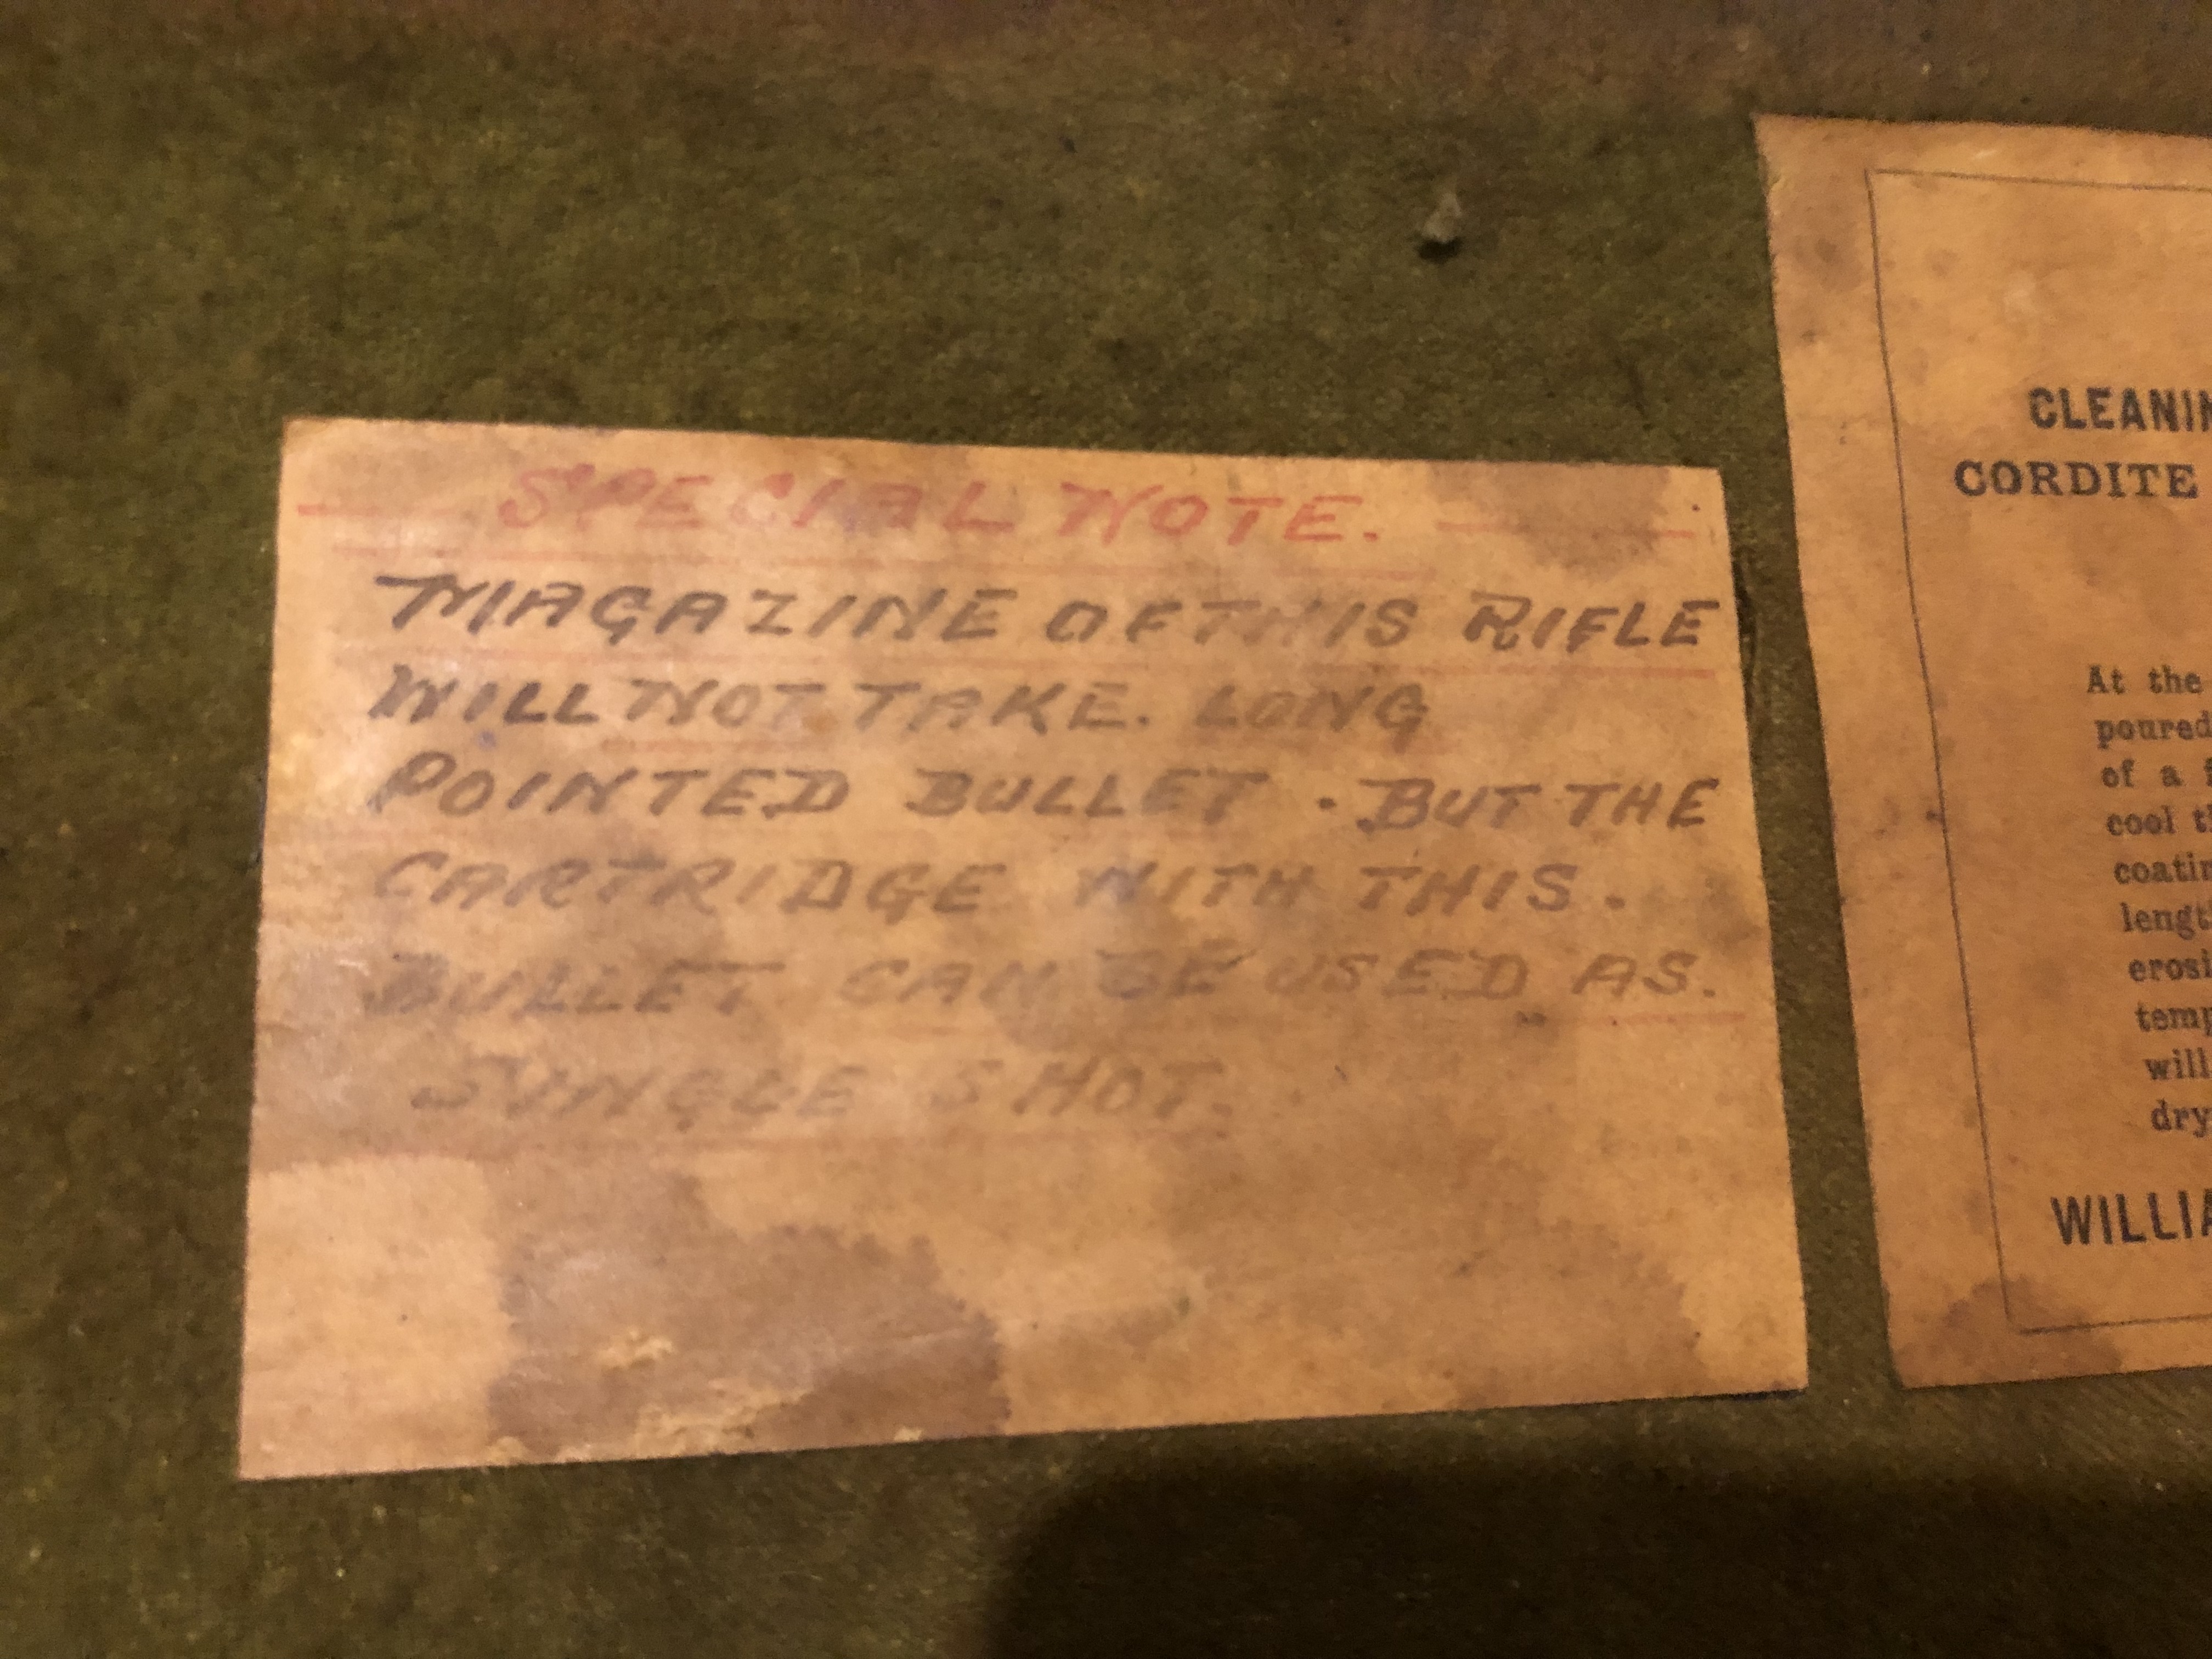 SPECIAL NOTE.
MAGAZINE OF THIS RIFLE
WILL NOT TAKE. LONG
POINTED BULLET . BUT THE
CARTRIDGE WITH THIS.
BULLET CAN BE USED AS.
SINGLE SHOT.
CLEANIN
CORDITE
At the
poured
of a
cool
coatin
lengt
erosi
temp
will
dry
WILLIA